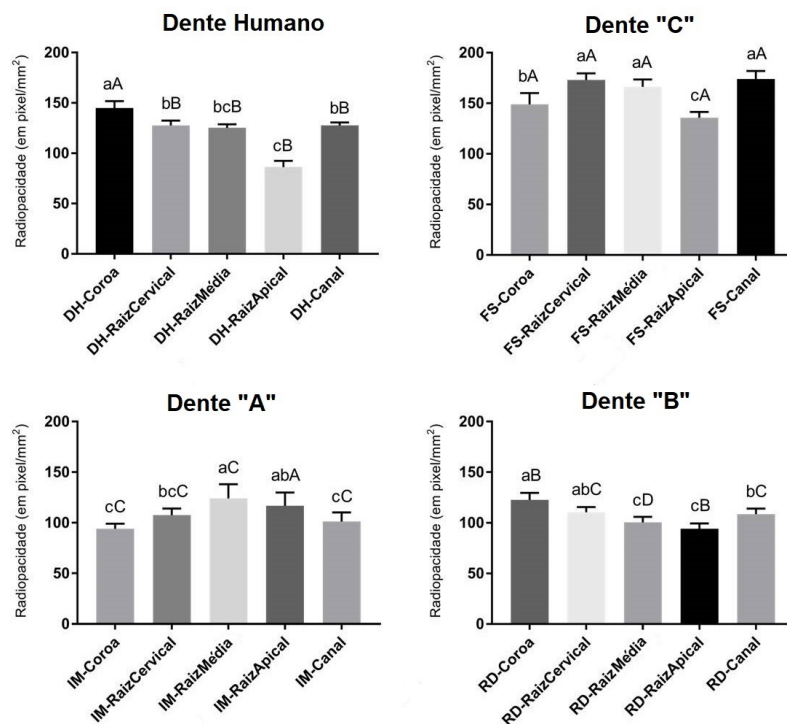 Dente Humano
Radiopacidade (em pixel/mm²)
200
150
100
50
0
aA
bB
bcB
cB
bB
DH-Coroa
DH-RaizCervical
DH-RaizMédia
DH-RaizApical
DH-Canal
Dente "C"
Radiopacidade (em pixel/mm²)
200
150
100
50
0
bA
aA
aA
cA
aA
FS-Coroa
FS-RaizCervical
FS-RaizMédia
FS-RaizApical
FS-Canal
Dente "A"
Radiopacidade (em pixel/mm²)
200
150
100
50
0
cC
bcC
aC
abA
cC
IM-Coroa
IM-RaizCervical
IM-RaizMédia
IM-RaizApical
IM-Canal
Dente "B"
Radiopacidade (em pixel/mm²)
200
150
100
50
0
aB
abC
cD
cB
bC
RD-Coroa
RD-RaizCervical
RD-RaizMédia
RD-RaizApical
RD-Canal